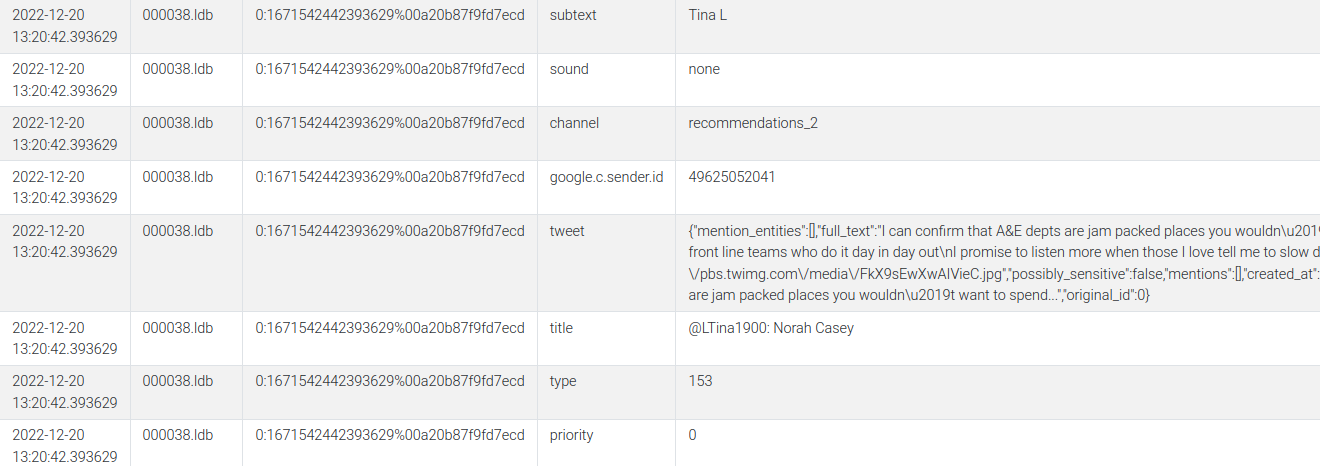 2022-12-20 000038.ldb 0:1671542442393629%00a20b87f9fd7ecd subtext Tina L
13:20:42.393629
2022-12-20 000038.ldb 0:1671542442393629%00a20b87f9fd7ecd sound none
13:20:42.393629
2022-12-20 000038.ldb 0:1671542442393629%00a20b87f9fd7ecd channel recommendations_2
13:20:42.393629
2022-12-20 000038.ldb 0:1671542442393629%00a20b87f9fd7ecd google.c.sender.id 49625052041
13:20:42.393629
2022-12-20 000038.ldb 0:1671542442393629%00a20b87f9fd7ecd tweet {"mention_entities":[],"full_text":"I can confirm that A&E depts are jam packed places you wouldn\u2019
13:20:42.393629 front line teams who do it day in day out\nI promise to listen more when those I love tell me to slow d
\/pbs.twimg.com\/media\/FkX9sEwXwAIVieC.jpg","possibly_sensitive":false,"mentions":[],"created_at":
are jam packed places you wouldn\u2019t want to spend...","original_id":0}
2022-12-20 000038.ldb 0:1671542442393629%00a20b87f9fd7ecd title @LTina1900: Norah Casey
13:20:42.393629
2022-12-20 000038.ldb 0:1671542442393629%00a20b87f9fd7ecd type 153
13:20:42.393629
2022-12-20 000038.ldb 0:1671542442393629%00a20b87f9fd7ecd priority 0
13:20:42.393629